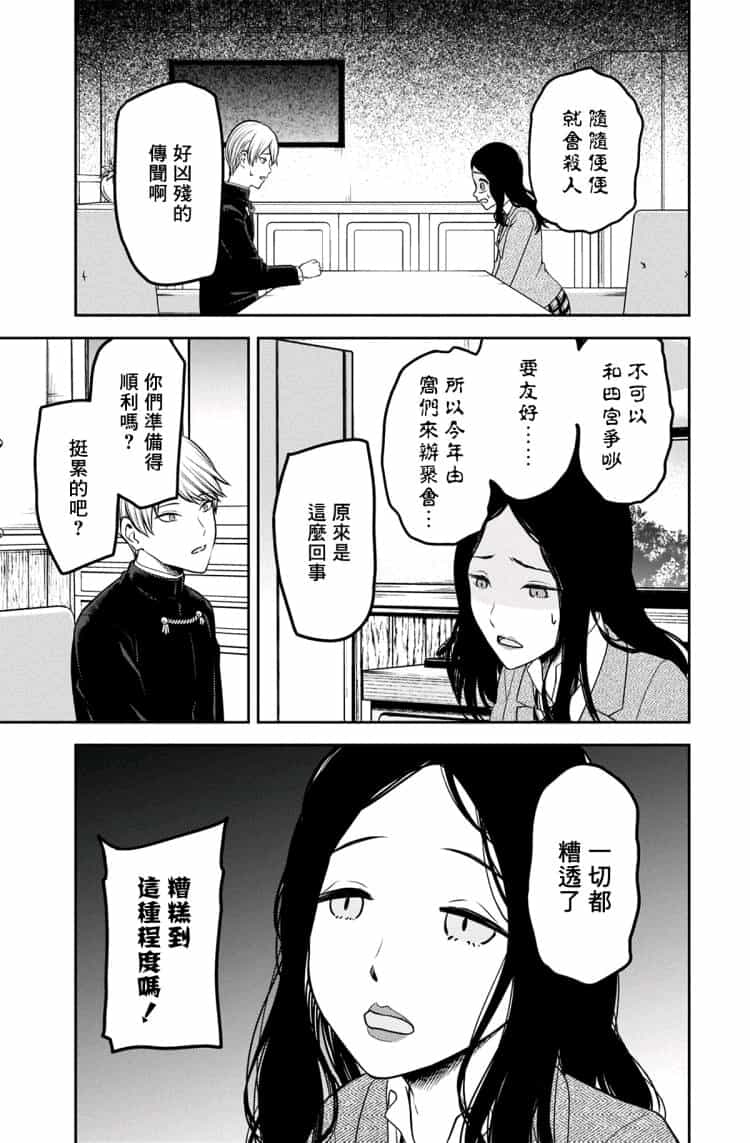 隨隨便便
就會殺人
好凶殘的
傳聞啊
不可以
和四宮爭吵
要友好……
所以今年由
窩們來辦聚會…
原來是
這麼回事
你們準備得
順利嗎？
挺累的吧？
一切都
糟透了
糟糕到
這種程度嗎！